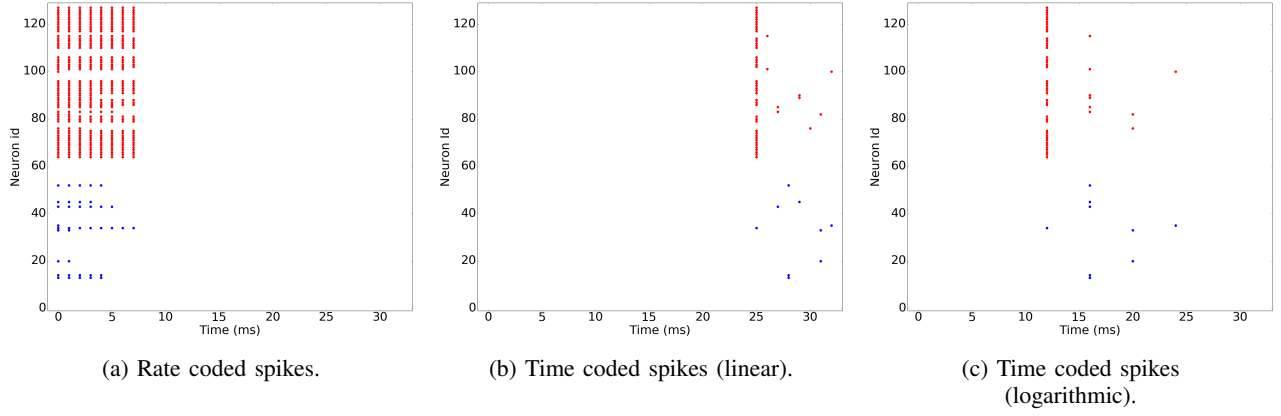 120
100
80
60
40
20
0
Neuron id
0 5 10 15 20 25 30
Time (ms)
(a) Rate coded spikes.
120
100
80
60
40
20
0
Neuron Id
0 5 10 15 20 25 30
Time (ms)
(b) Time coded spikes (linear).
120
100
80
60
40
20
0
Neuron Id
0 5 10 15 20 25 30
Time (ms)
(c) Time coded spikes
(logarithmic).